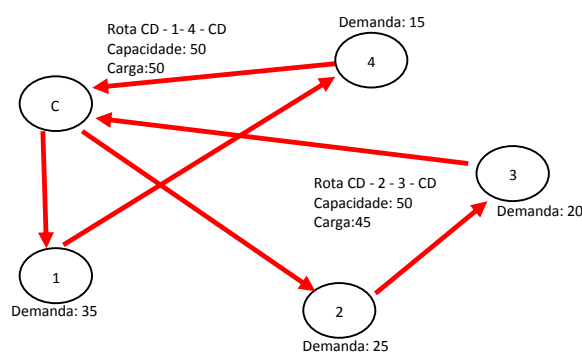 Demanda: 15
Rota CD - 1- 4 - CD
Capacidade: 50
Carga:50
4
C
3
Rota CD - 2 - 3 - CD
Capacidade: 50
Carga:45
Demanda: 20
1
Demanda: 35
2
Demanda: 25